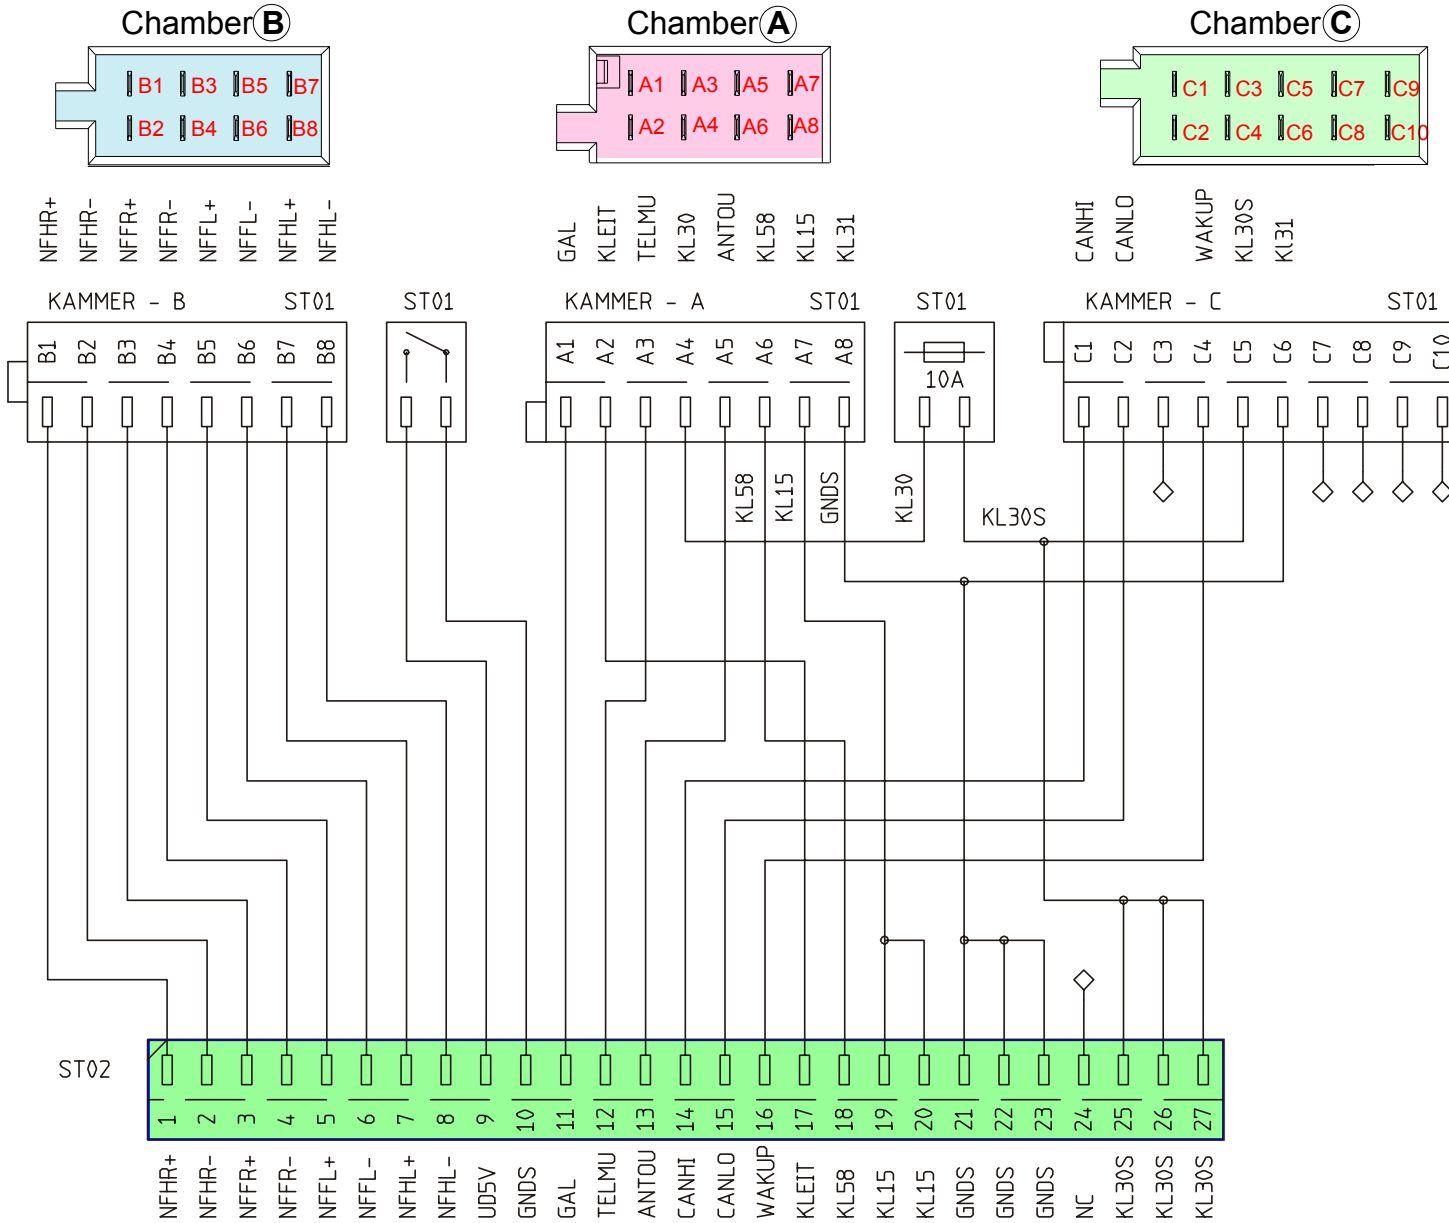 Chamber B Chamber A Chamber C
B1 B3 B5 B7 A1 A3 A5 A7 C1 C3 C5 C7 C9
B2 B4 B6 B8 A2 A4 A6 A8 C2 C4 C6 C8 C10
NFHR+ NFHR- NFFR+ NFFR- NFFL+ NFFL- NFHL+ NFHL- GAL KLEIT TELMU KL30 ANTOU KL58 KL15 KL31 CANHI CANLO WAKUP KL30S Kl31
KAMMER - B ST01 ST01 KAMMER - A ST01 ST01 KAMMER - C ST01
B1 B2 B3 B4 B5 B6 B7 B8 A1 A2 A3 A4 A5 A6 A7 A8 C1 C2 C3 C4 C5 C6 C7 C8 C9 C10
10A
KL58 KL15 GNDS KL30
KL30S
ST02
1 2 3 4 5 6 7 8 9 10 11 12 13 14 15 16 17 18 19 20 21 22 23 24 25 26 27
NFHR+ NFHR- NFFR+ NFFR- NFFL+ NFFL- NFHL+ NFHL- UD5V GNDS GAL TELMU ANTOU CANHI CANLO WAKUP KLEIT KL58 KL15 KL15 GNDS GNDS GNDS NC KL30S KL30S KL30S